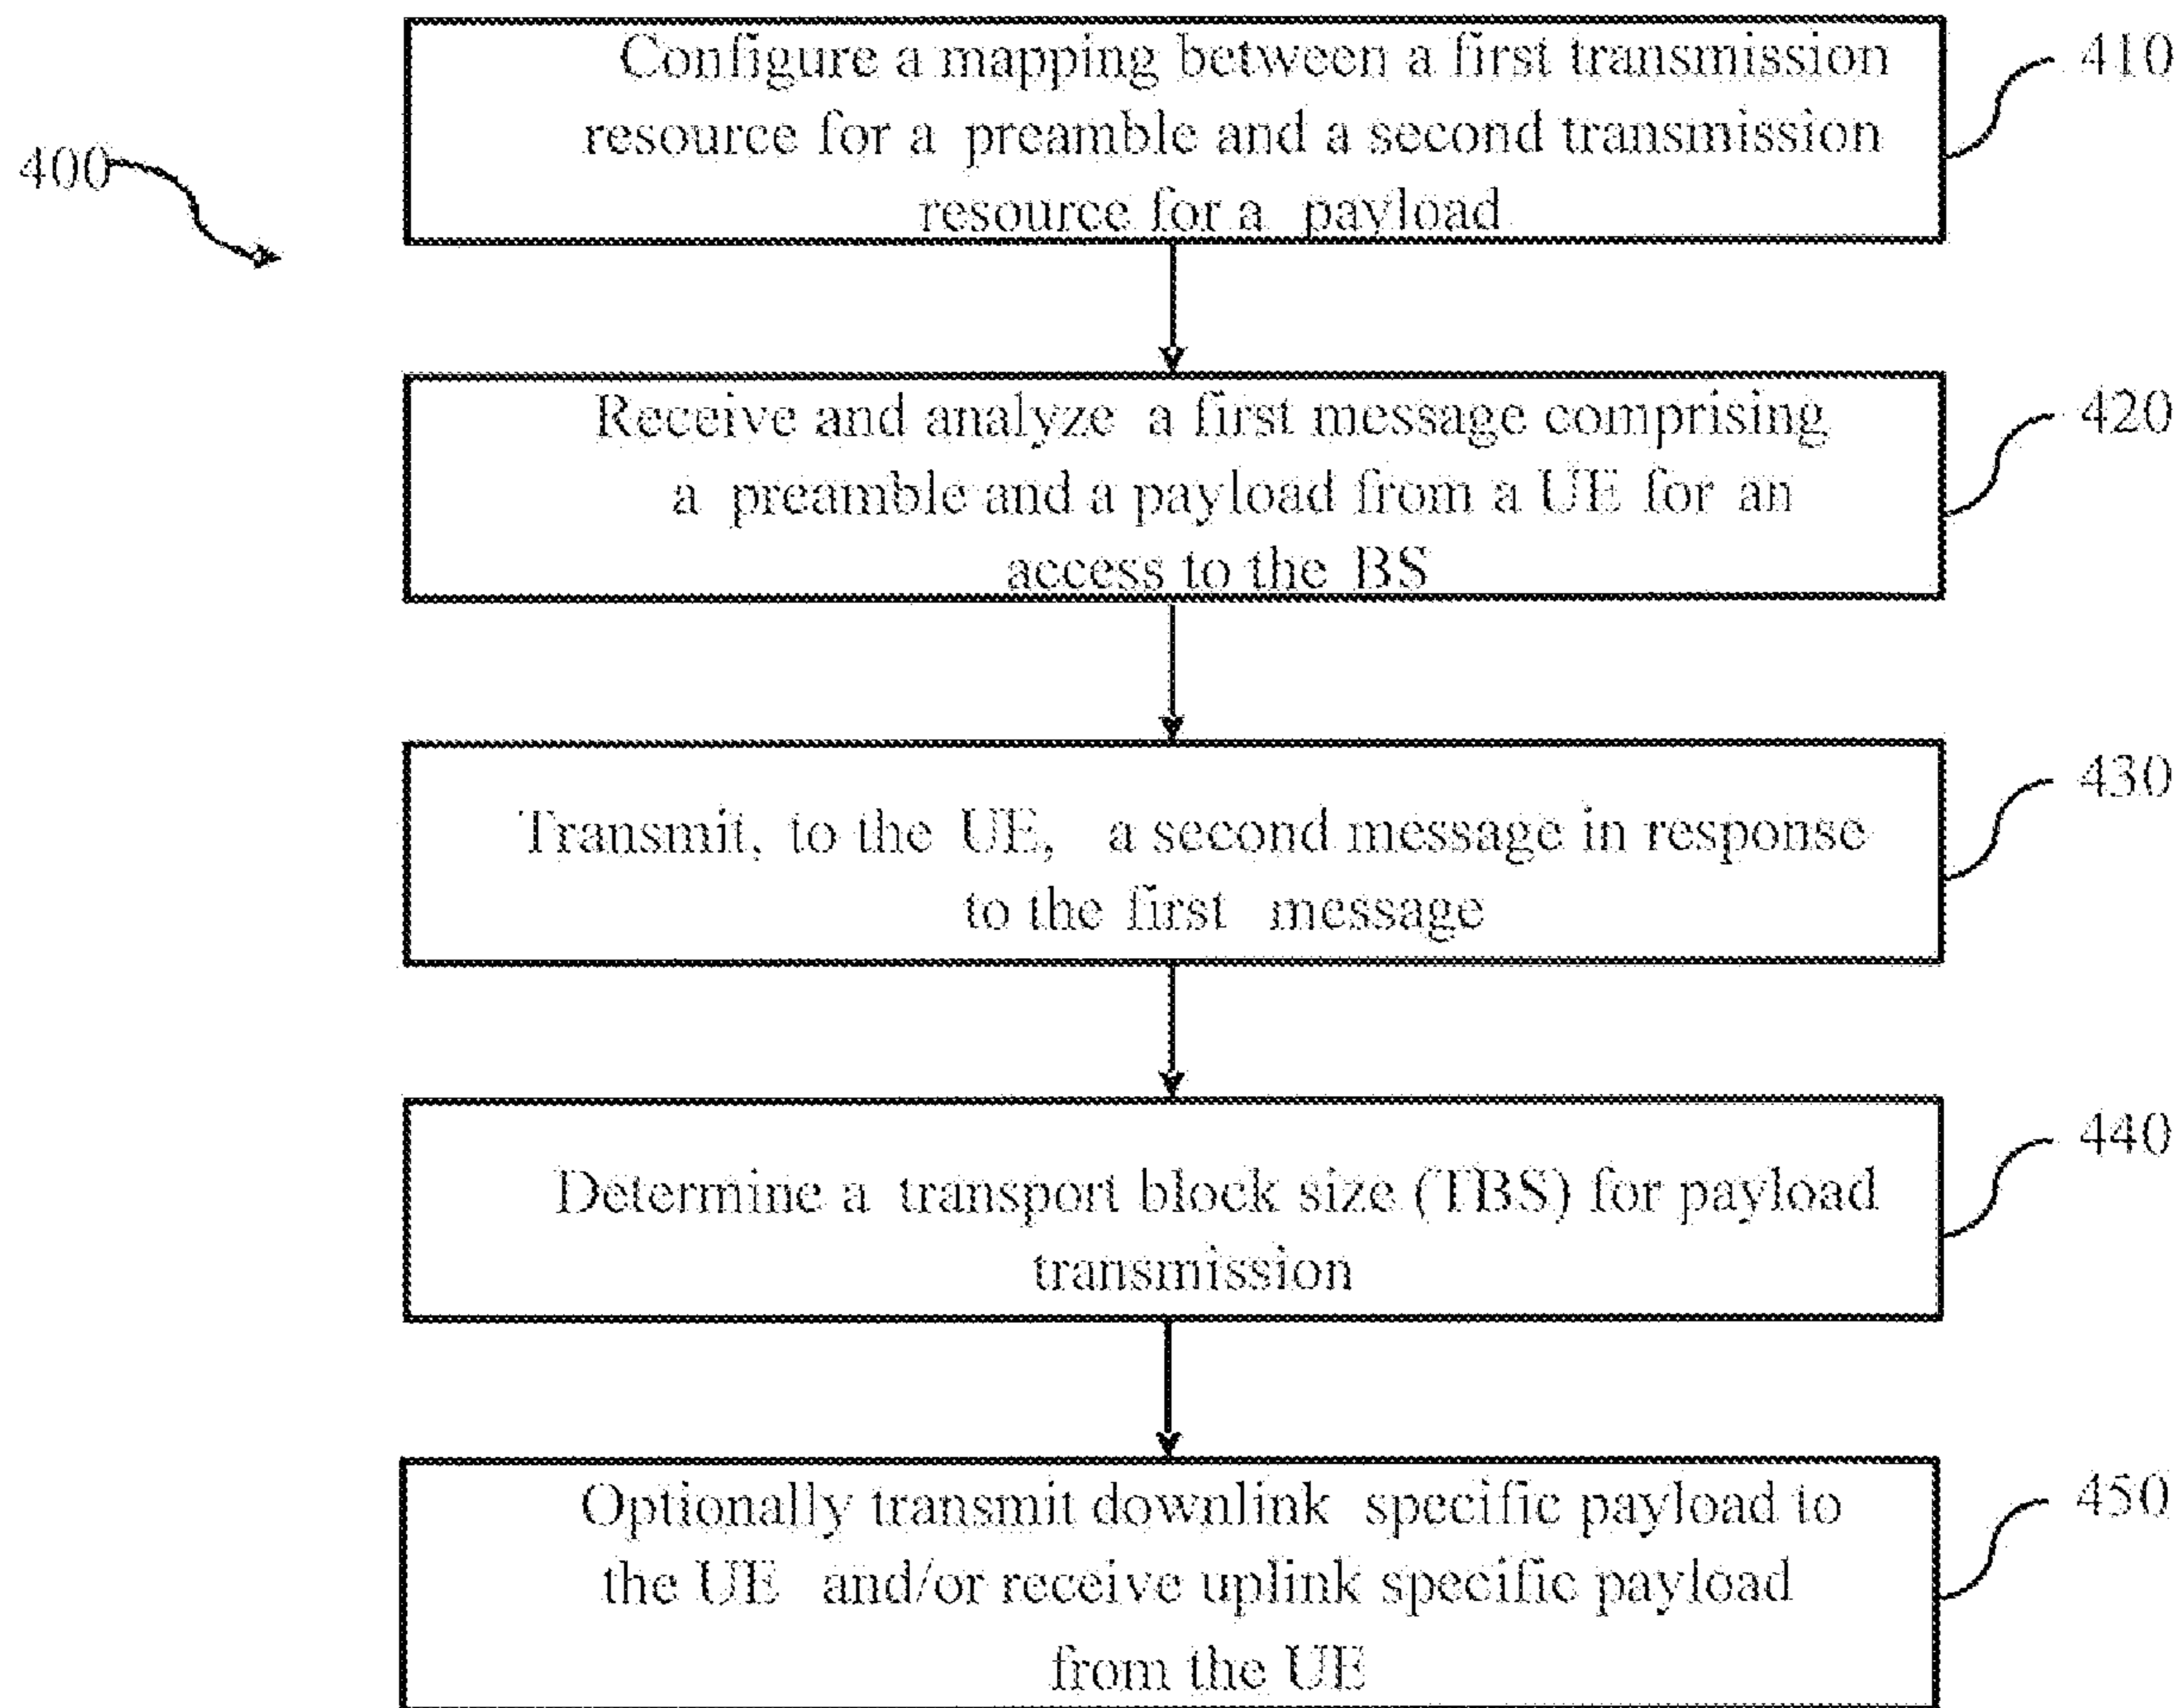 400
Configure a mapping between a first transmission
resource for a preamble and a second transmission
resource for a payload
410
Receive and analyze a first message comprising
a preamble and a payload from a UE for an
access to the BS
420
Transmit, to the UE, a second message in response
to the first message
430
Determine a transport block size (TBS) for payload
transmission
440
Optionally transmit downlink specific payload to
the UE and/or receive uplink specific payload
from the UE
450